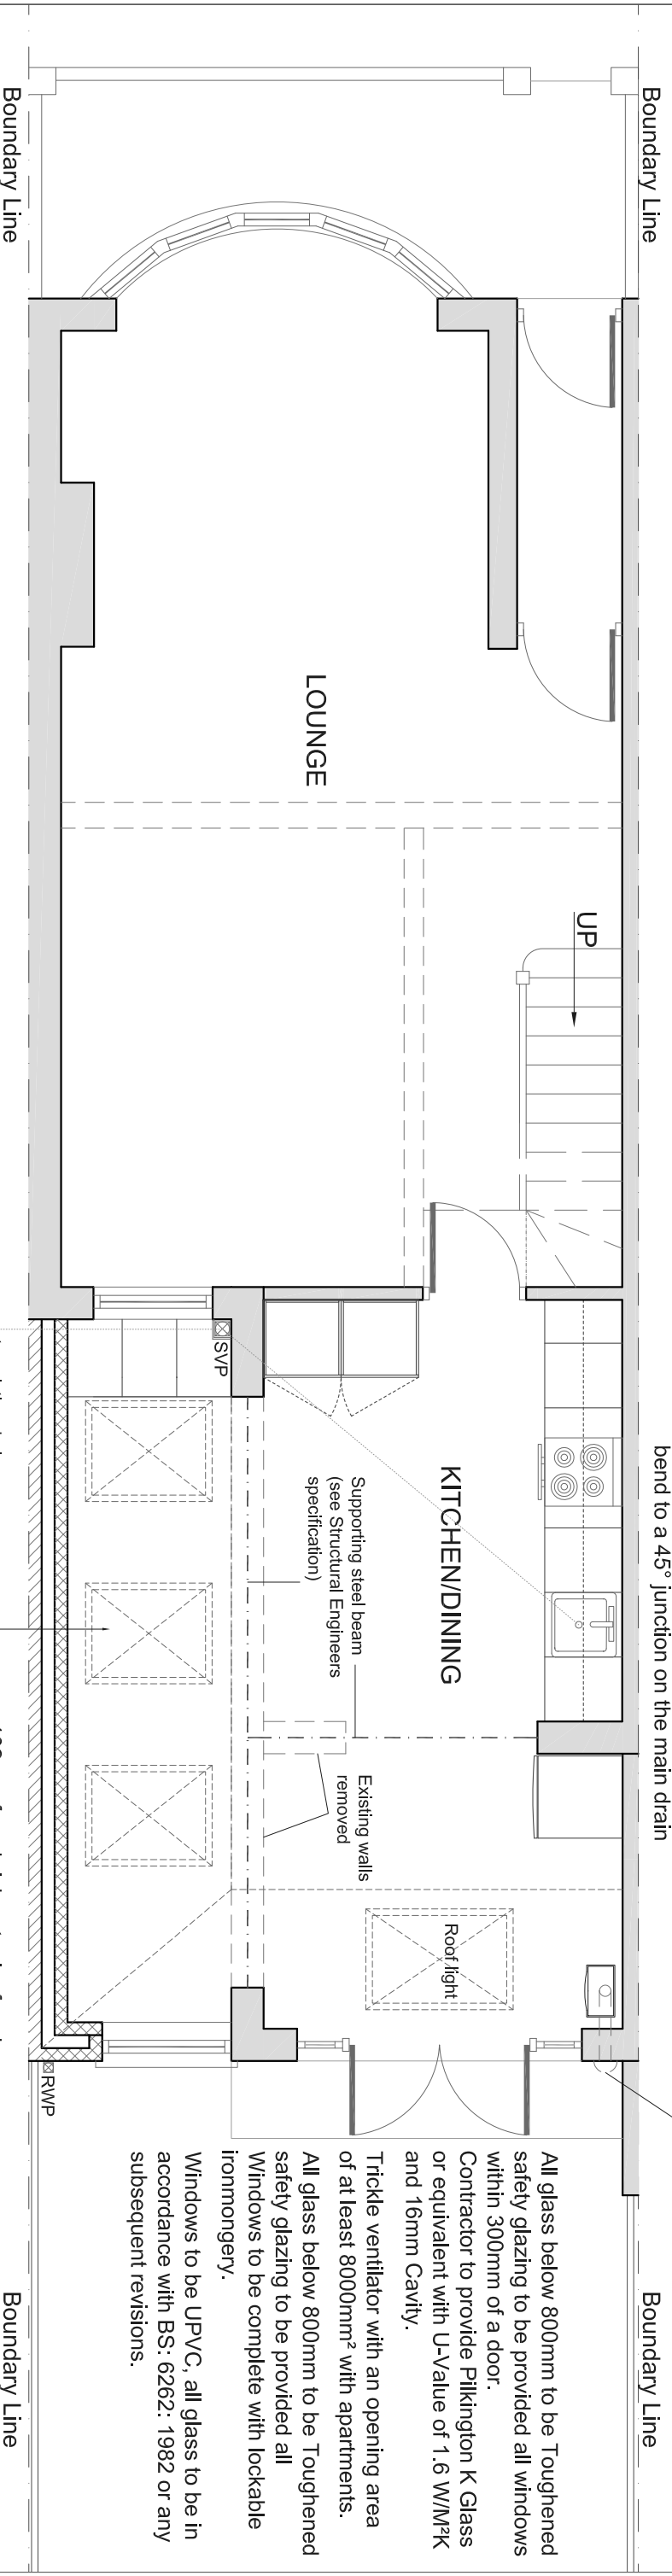 Boundary Line
Boundary Line
bend to a 45° junction on the main drain
LOUNGE
UP
SVP
KITCHEN/DINING
Supporting steel beam
(see Structural Engineers
specification)
Existing walls
removed
Roof light
RWP
All glass below 800mm to be Toughened
safety glazing to be provided all windows
within 300mm of a door.
Contractor to provide Pilkington K Glass
or equivalent with U-Value of 1.6 W/M²K
and 16mm Cavity.
Trickle ventilator with an opening area
of at least 8000mm² with apartments.
All glass below 800mm to be Toughened
safety glazing to be provided all
Windows to be complete with lockable
ironmongery.
Windows to be UPVC, all glass to be in
accordance with BS: 6262: 1982 or any
subsequent revisions.
Boundary Line
Boundary Line